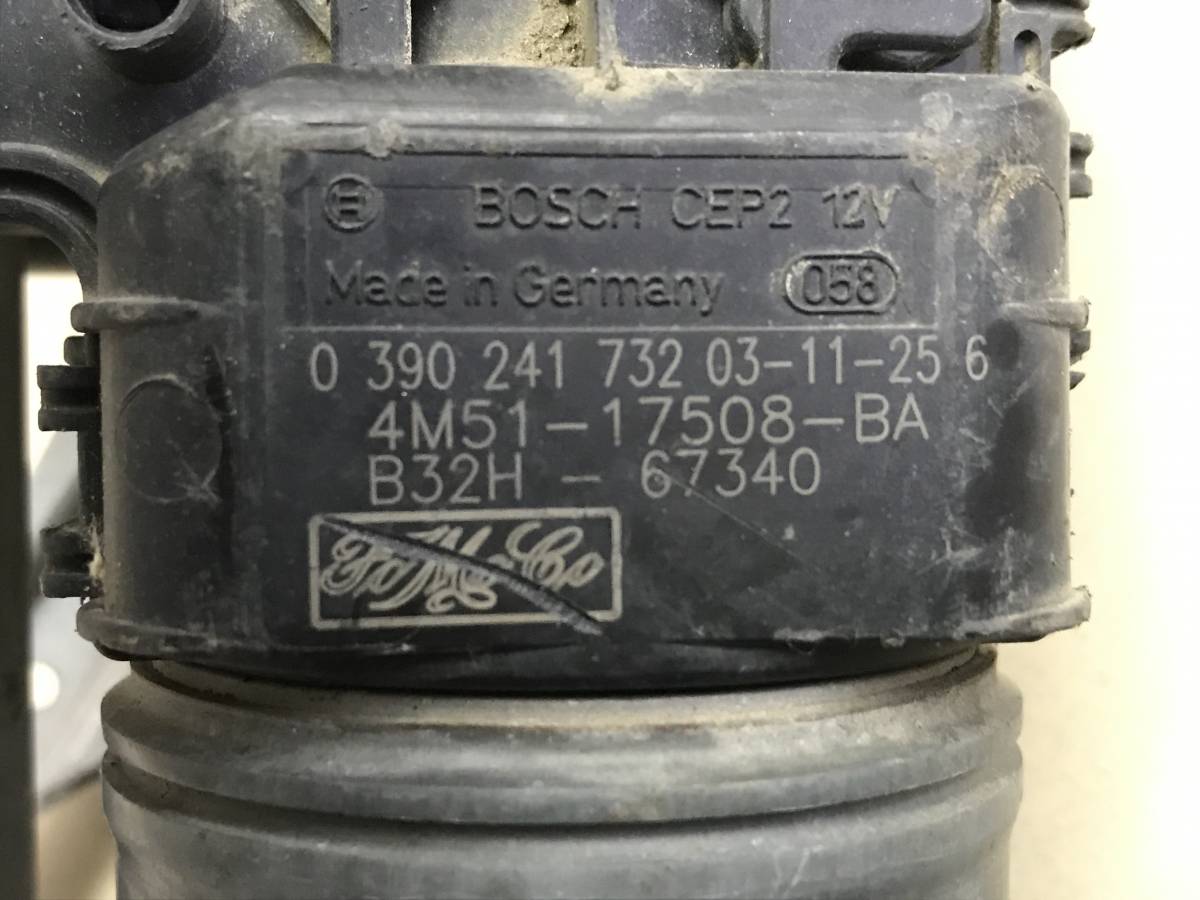 BOSCH CEP2 12V
Made in Germany 058
0 390 241 732 03-11-25 6
4M51-17508-BA
B32H - 67340
FoMoCo